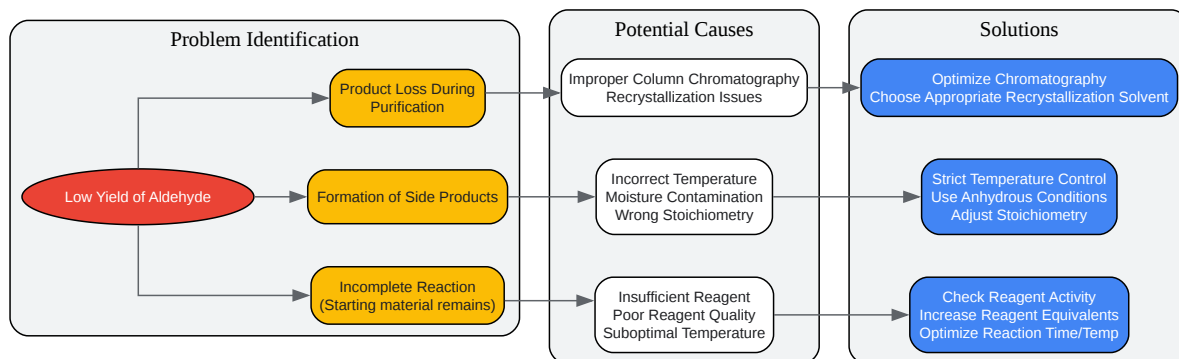 Problem Identification
Potential Causes
Solutions
Low Yield of Aldehyde
Product Loss During
Purification
Improper Column Chromatography
Recrystallization Issues
Optimize Chromatography
Choose Appropriate Recrystallization Solvent
Formation of Side Products
Incorrect Temperature
Moisture Contamination
Wrong Stoichiometry
Strict Temperature Control
Use Anhydrous Conditions
Adjust Stoichiometry
Incomplete Reaction
(Starting material remains)
Insufficient Reagent
Poor Reagent Quality
Suboptimal Temperature
Check Reagent Activity
Increase Reagent Equivalents
Optimize Reaction Time/Temp